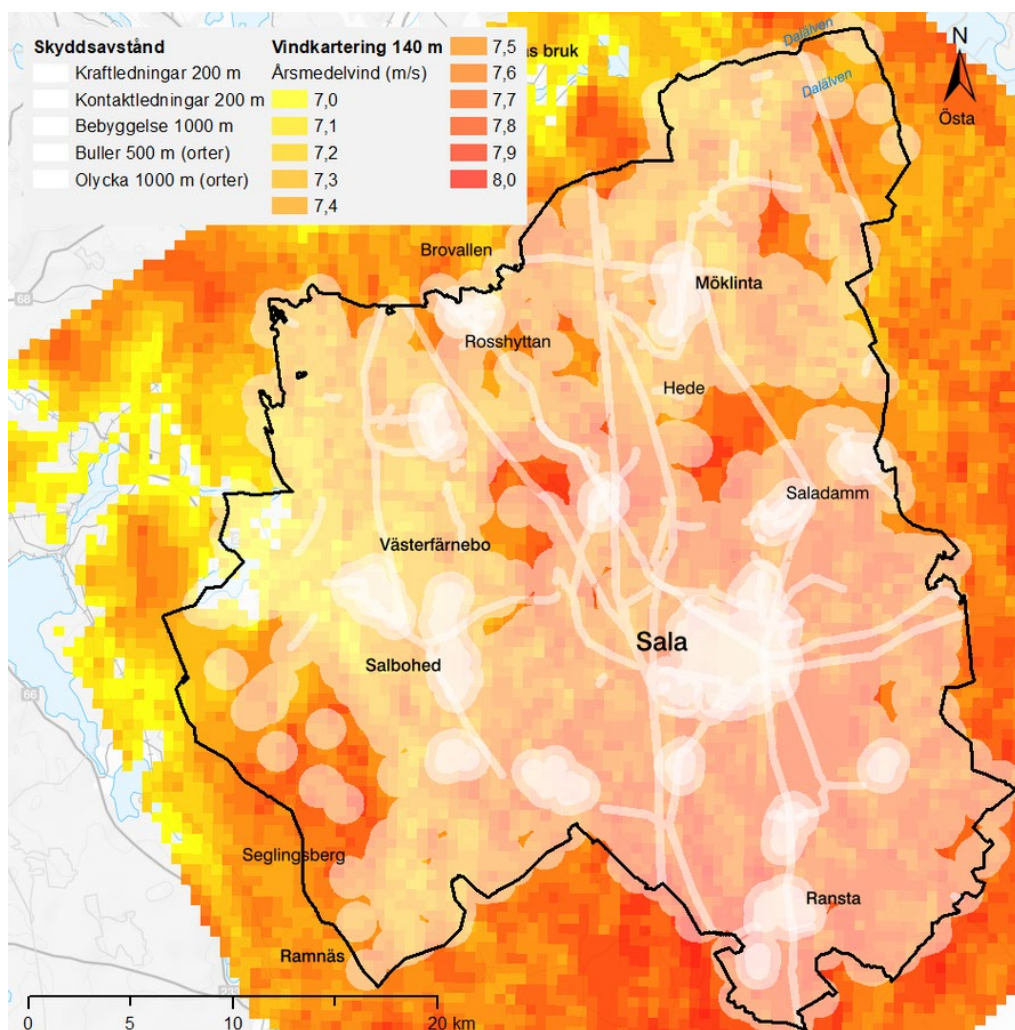 Skyddsavstånd
Kraftledningar 200 m
Kontaktledningar 200 m
Bebyggelse 1000 m
Buller 500 m (orter)
Olycka 1000 m (orter)
Vindkartering 140 m
Årsmedelvind (m/s)
7,0
7,1
7,2
7,3
7,4
7,5
7,6
7,7
7,8
7,9
8,0
bruk
Dalälven
Dalälven
N
Östa
Brovallen
Möklinta
Rosshyttan
Hede
68
Saladamm
Västerfärnebo
Sala
Salbohed
66
Seglingsberg
Ransta
Ramnäs
233
0 5 10 20 km